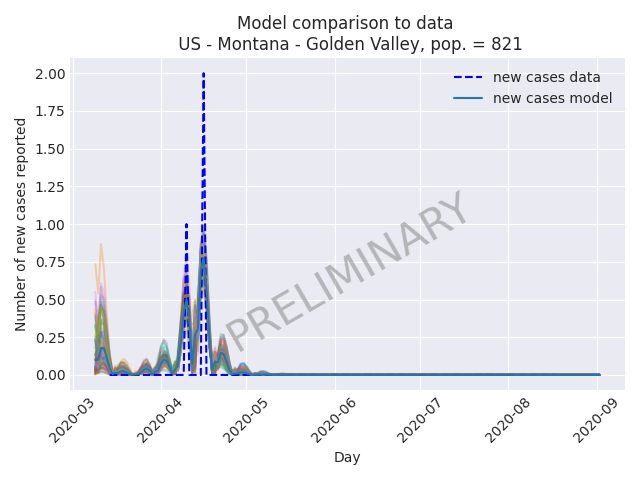 Model comparison to data
US - Montana - Golden Valley, pop. = 821
new cases data
new cases model
2.00
1.75
1.50
1.25
1.00
0.75
0.50
0.25
0.00
Number of new cases reported
PRELIMINARY
2020-03
2020-04
2020-05
2020-06
2020-07
2020-08
2020-09
Day